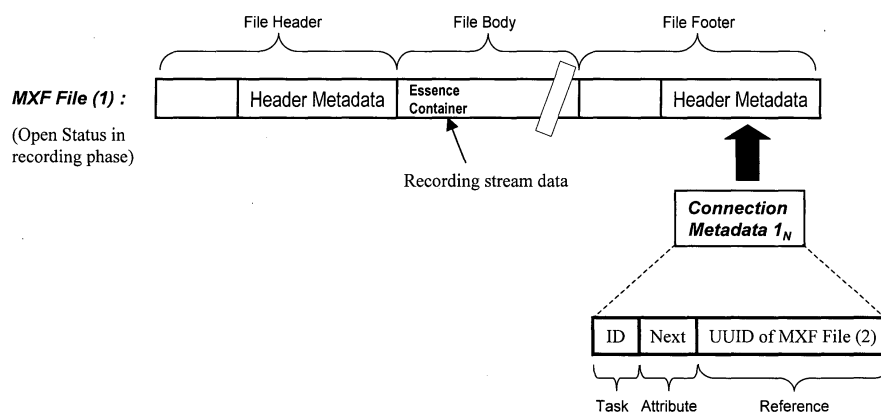 File Header
File Body
File Footer
MXF File (1) :
(Open Status in
recording phase)
Header Metadata
Essence
Container
Header Metadata
Recording stream data
Connection
Metadata 1N
ID
Next
UUID of MXF File (2)
Task
Attribute
Reference